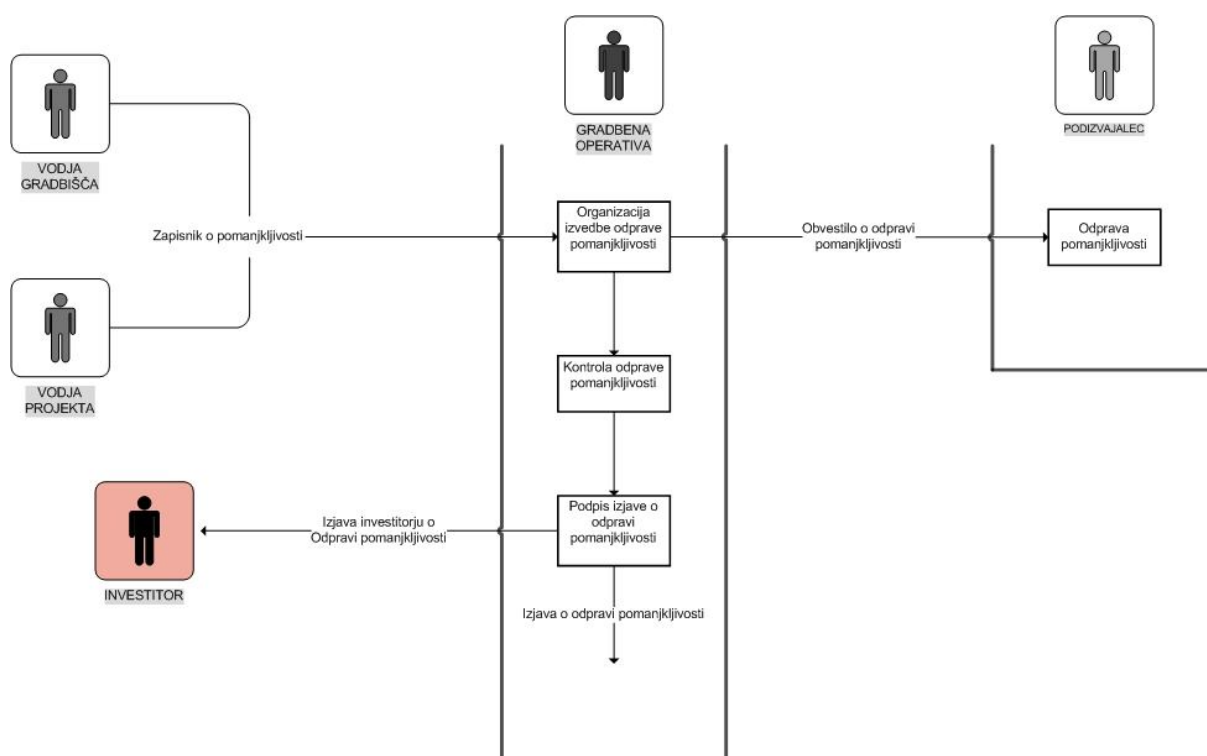 VODJA
GRADBIŠČA
GRADBENA
OPERATIVA
PODIZVAJALEC
Zapisnik o pomanjkljivosti
Organizacija
izvedbe odprave
pomanjkljivosti
Obvestilo o odpravi
pomanjkljivosti
Odprava
pomanjkljivosti
VODJA
PROJEKTA
Kontrola odprave
pomanjkljivosti
Podpis izjave o
odpravi
pomanjkljivosti
Izjava investitorju o
Odpravi pomanjkljivosti
INVESTITOR
Izjava o odpravi pomanjkljivosti